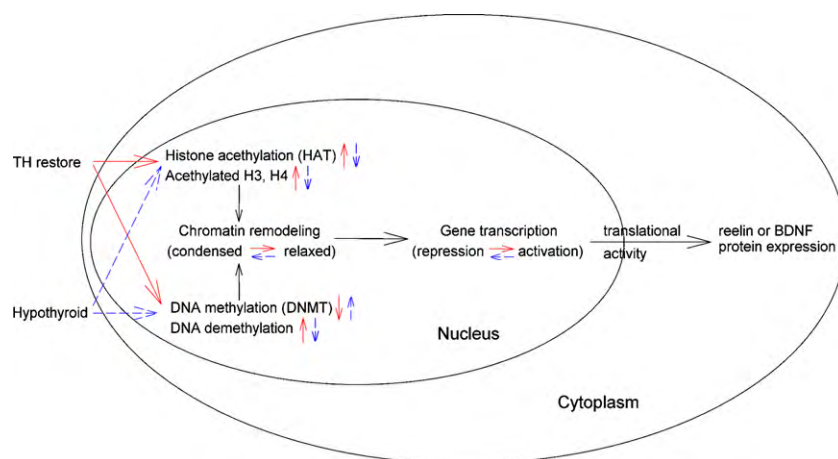 TH restore
Histone acethylation (HAT)
Acethylated H3, H4
Chromatin remodeling
(condensed relaxed)
Gene transcription
(repression activation)
translational
activity
reelin or BDNF
protein expression
Hypothyroid
DNA methylation (DNMT)
DNA demethylation
Nucleus
Cytoplasm